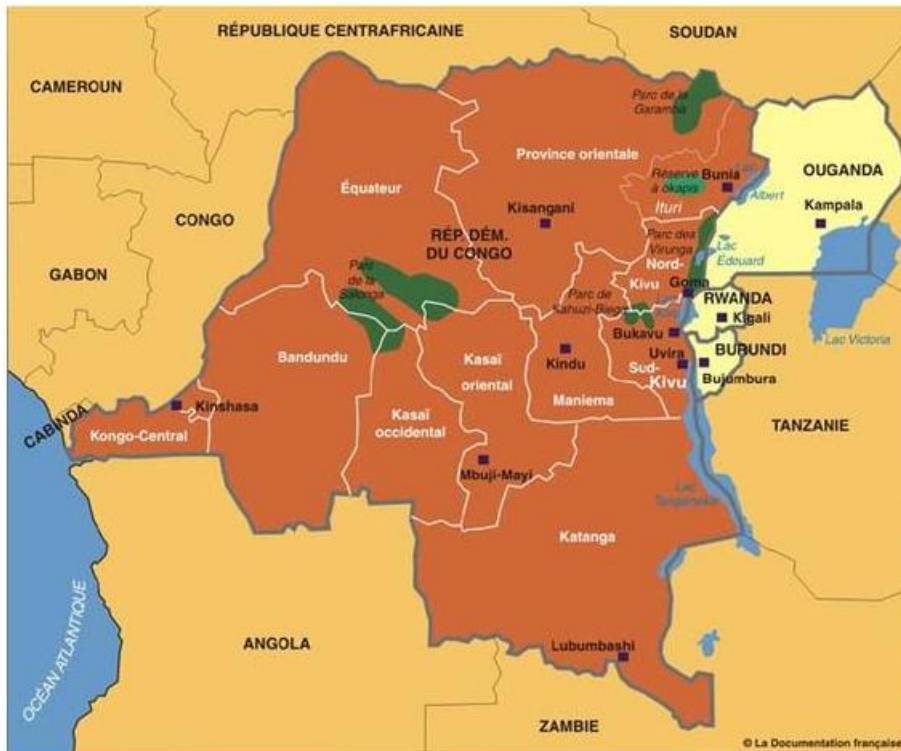 RÉPUBLIQUE CENTRAFRICAINE
SOUDAN
CAMEROUN
Parc de la
Garamba
Province orientale
OUGANDA
Réserve
à okapis
Bunia
Lac
Albert
Équateur
Ituri
Kampala
CONGO
Kisangani
RÉP. DÉM.
DU CONGO
Parc des
Virunga
Lac
Édouard
GABON
Parc
de la
Salonga
Nord-
Kivu
Goma
Parc de
Kahuzi-Biega
RWANDA
Kigali
Bukavu
Lac Victoria
Bandundu
Kasaï
oriental
Kindu
Uvira
BURUNDI
Sud-
Kivu
Bujumbura
Maniema
CABINDA
Kinshasa
Kongo-Central
Kasaï
occidental
TANZANIE
Mbuji-Mayi
Lac
Tanganyika
Katanga
OCÉAN ATLANTIQUE
ANGOLA
Lubumbashi
ZAMBIE
© La Documentation française